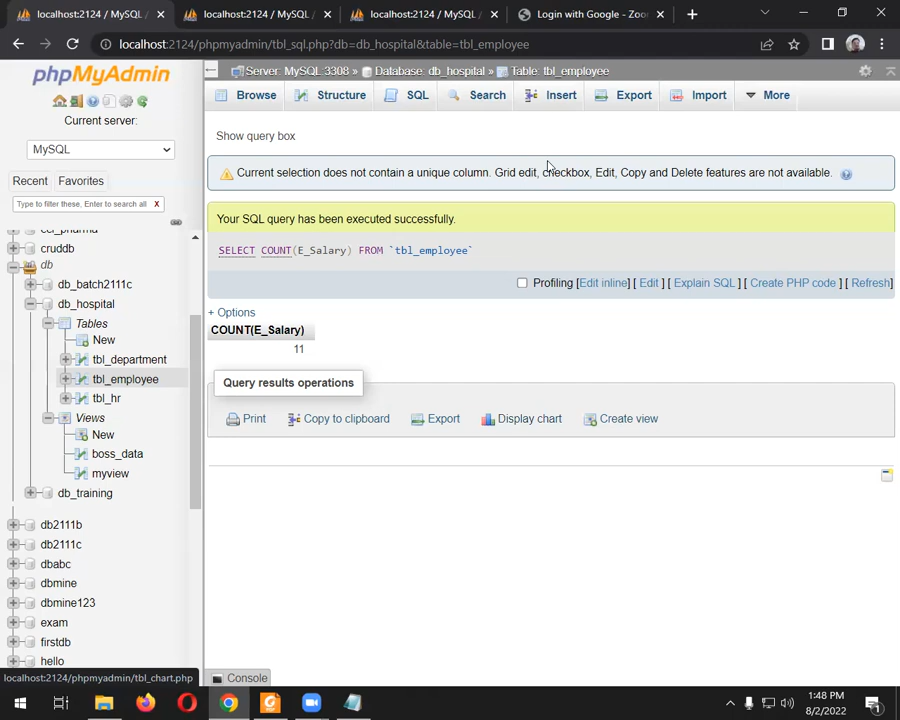 localhost:2124 / MySQL
localhost:2124 / MySQL
localhost:2124 / MySQL
Login with Google - Zoo
localhost:2124/phpmyadmin/tbl_sql.php?db=db_hospital&table=tbl_employee
phpMyAdmin
Current server:
MySQL
Recent
Favorites
Type to filter these, Enter to search all
X
cruddb
db
db_batch2111c
db_hospital
Tables
New
tbl_department
tbl_employee
tbl_hr
Views
New
boss_data
myview
db_training
db2111b
db2111c
dbabc
dbmine
dbmine123
exam
firstdb
hello
localhost:2124/phpmyadmin/tbl_chart.php
Server: MySQL:3308 » Database: db_hospital » Table: tbl_employee
Browse
Structure
SQL
Search
Insert
Export
Import
More
Show query box
Current selection does not contain a unique column. Grid edit, checkbox, Edit, Copy and Delete features are not available.
Your SQL query has been executed successfully.
SELECT COUNT(E_Salary) FROM `tbl_employee`
Profiling [Edit inline] [ Edit ] [ Explain SQL ] [ Create PHP code ] [ Refresh]
+ Options
COUNT(E_Salary)
11
Query results operations
Print
Copy to clipboard
Export
Display chart
Create view
Console
1:48 PM
8/2/2022
1